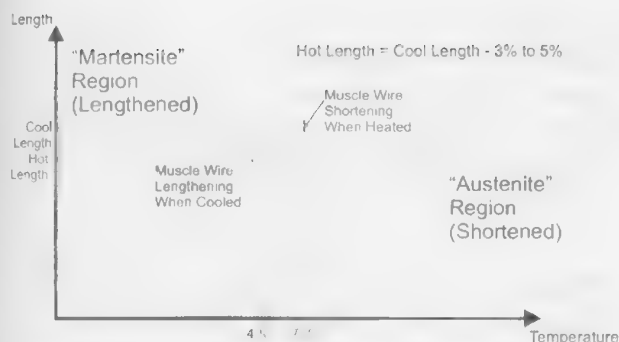 Length
"Martensite"
Region
(Lengthened)
Hot Length = Cool Length - 3% to 5%
Muscle Wire
Shortening
When Heated
Cool
Length
Hot
Length
Muscle Wire
Lengthening
When Cooled
"Austenite"
Region
(Shortened)
Temperature